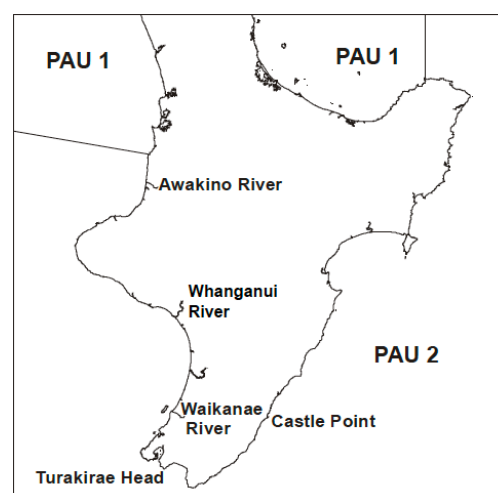 PAU 1
PAU 1
Awakino River
Whanganui
River
PAU 2
Waikanae
River
Castle Point
Turakirae Head